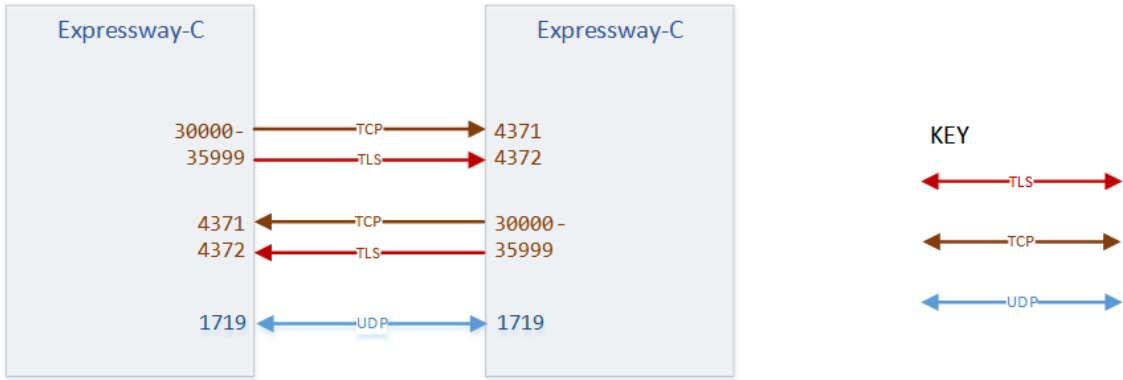 Expressway-C Expressway-C
30000- TCP 4371
35999 TLS 4372
KEY
TLS
4371 TCP 30000-
4372 TLS 35999
TCP
UDP
1719 UDP 1719